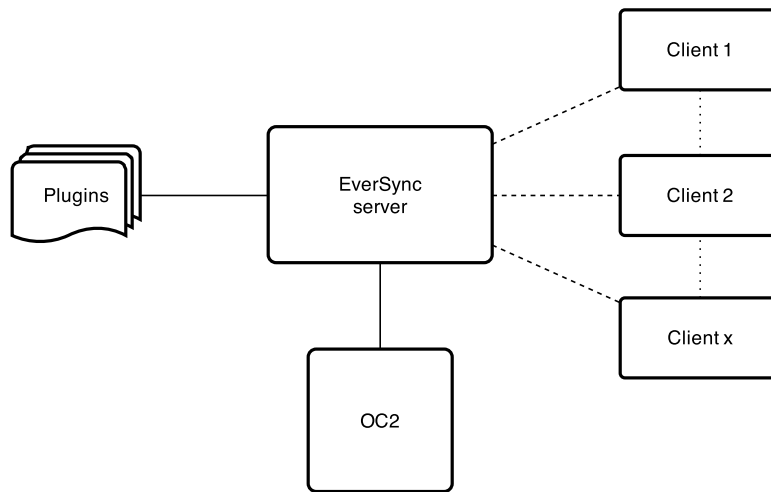 Client 1
Plugins
EverSync
server
Client 2
Client x
OC2